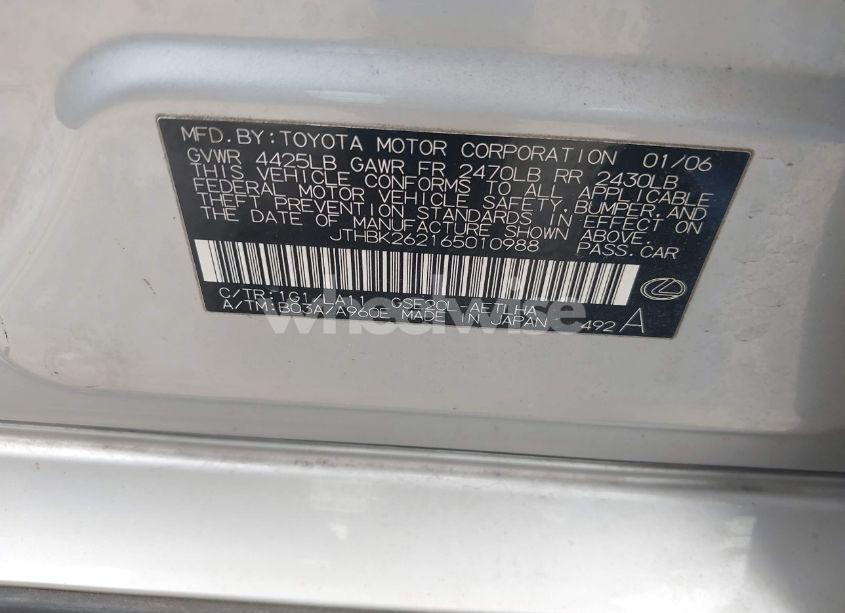 MFD.BY:TOYOTA MOTOR CORPORATION 01/06
GVWR 4425LB GAWR FR 2470LB RR 2430LB
THIS VEHICLE CONFORMS TO ALL APPLICABLE
FEDERAL MOTOR VEHICLE SAFETY,BUMPER,AND
THEFT PREVENTION STANDARDS IN EFFECT ON
THE DATE OF MANUFACTURE SHOWN ABOVE.
JTHBK262165010988 PASS.CAR
C/TR:1G1/LA11 GSE20L-AETLHA
A/TM:B03A/A960E MADE IN JAPAN 492 A
wheelwise